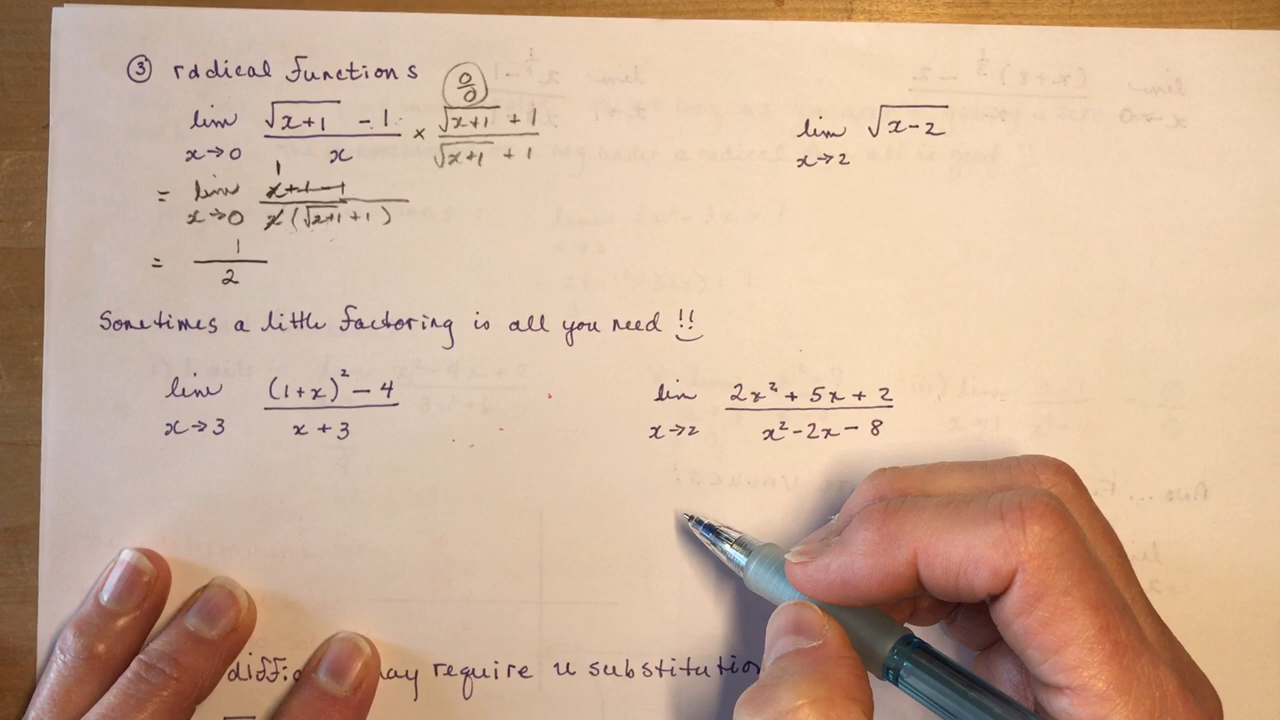 ③ radical functions
0/0
lim x→0 (√(x+1) - 1)/x × (√(x+1) + 1)/(√(x+1) + 1)
lim x→2 √(x-2)
1
= lim x→0 (x+1-1)/(x(√(x+1)+1))
= 1/2
Sometimes a little factoring is all you need !!
lim x→3 ((1+x)² - 4)/(x+3)
lim x→2 (2x² + 5x + 2)/(x² - 2x - 8)
may require u substitution